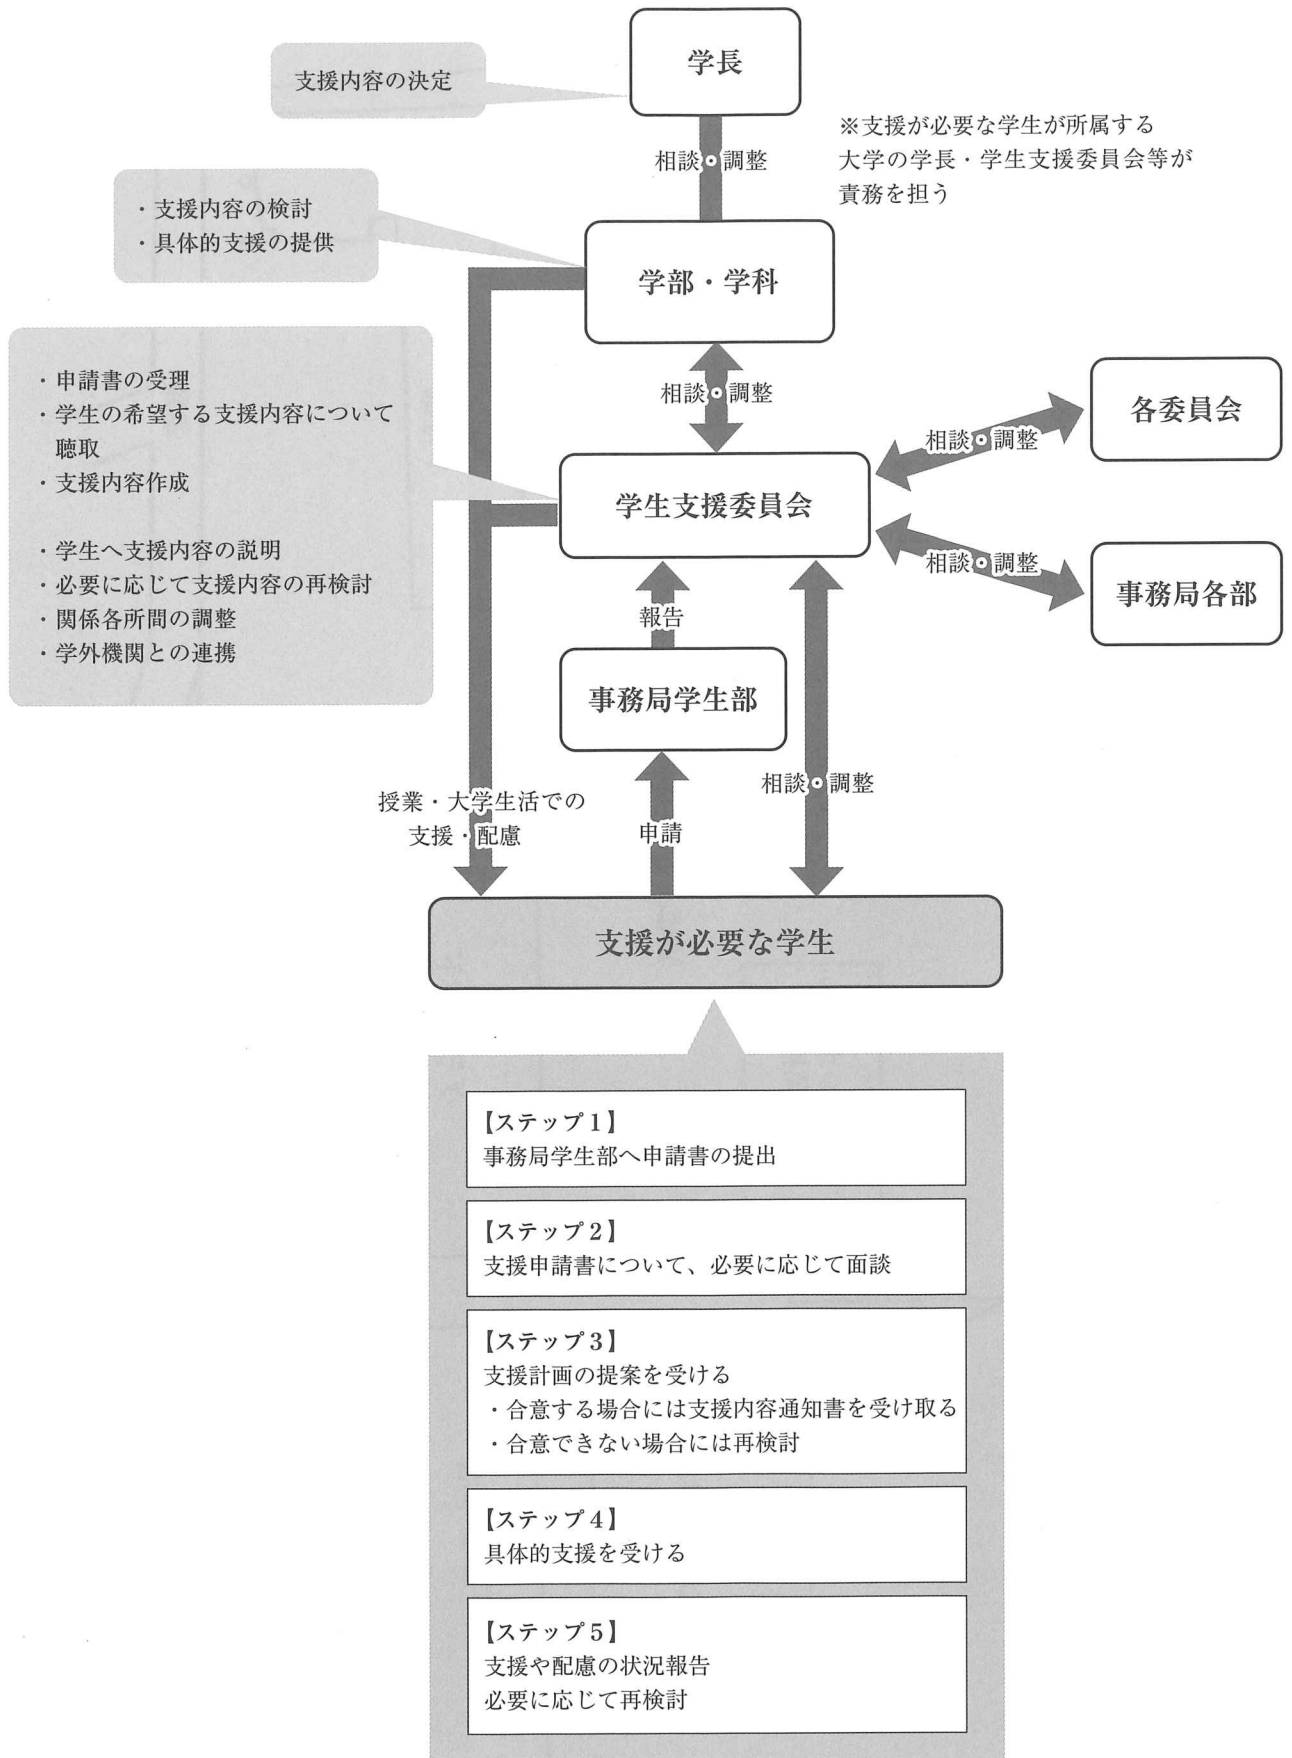 学長
支援内容の決定
※支援が必要な学生が所属する
大学の学長・学生支援委員会等が
責務を担う
相談・調整
・支援内容の検討
・具体的支援の提供
学部・学科
・申請書の受理
・学生の希望する支援内容について
聴取
・支援内容作成
・学生へ支援内容の説明
・必要に応じて支援内容の再検討
・関係各所間の調整
・学外機関との連携
相談・調整
各委員会
相談・調整
学生支援委員会
相談・調整
事務局各部
報告
事務局学生部
相談・調整
授業・大学生活での
支援・配慮
申請
支援が必要な学生
【ステップ1】
事務局学生部へ申請書の提出
【ステップ2】
支援申請書について、必要に応じて面談
【ステップ3】
支援計画の提案を受ける
・合意する場合には支援内容通知書を受け取る
・合意できない場合には再検討
【ステップ4】
具体的支援を受ける
【ステップ5】
支援や配慮の状況報告
必要に応じて再検討